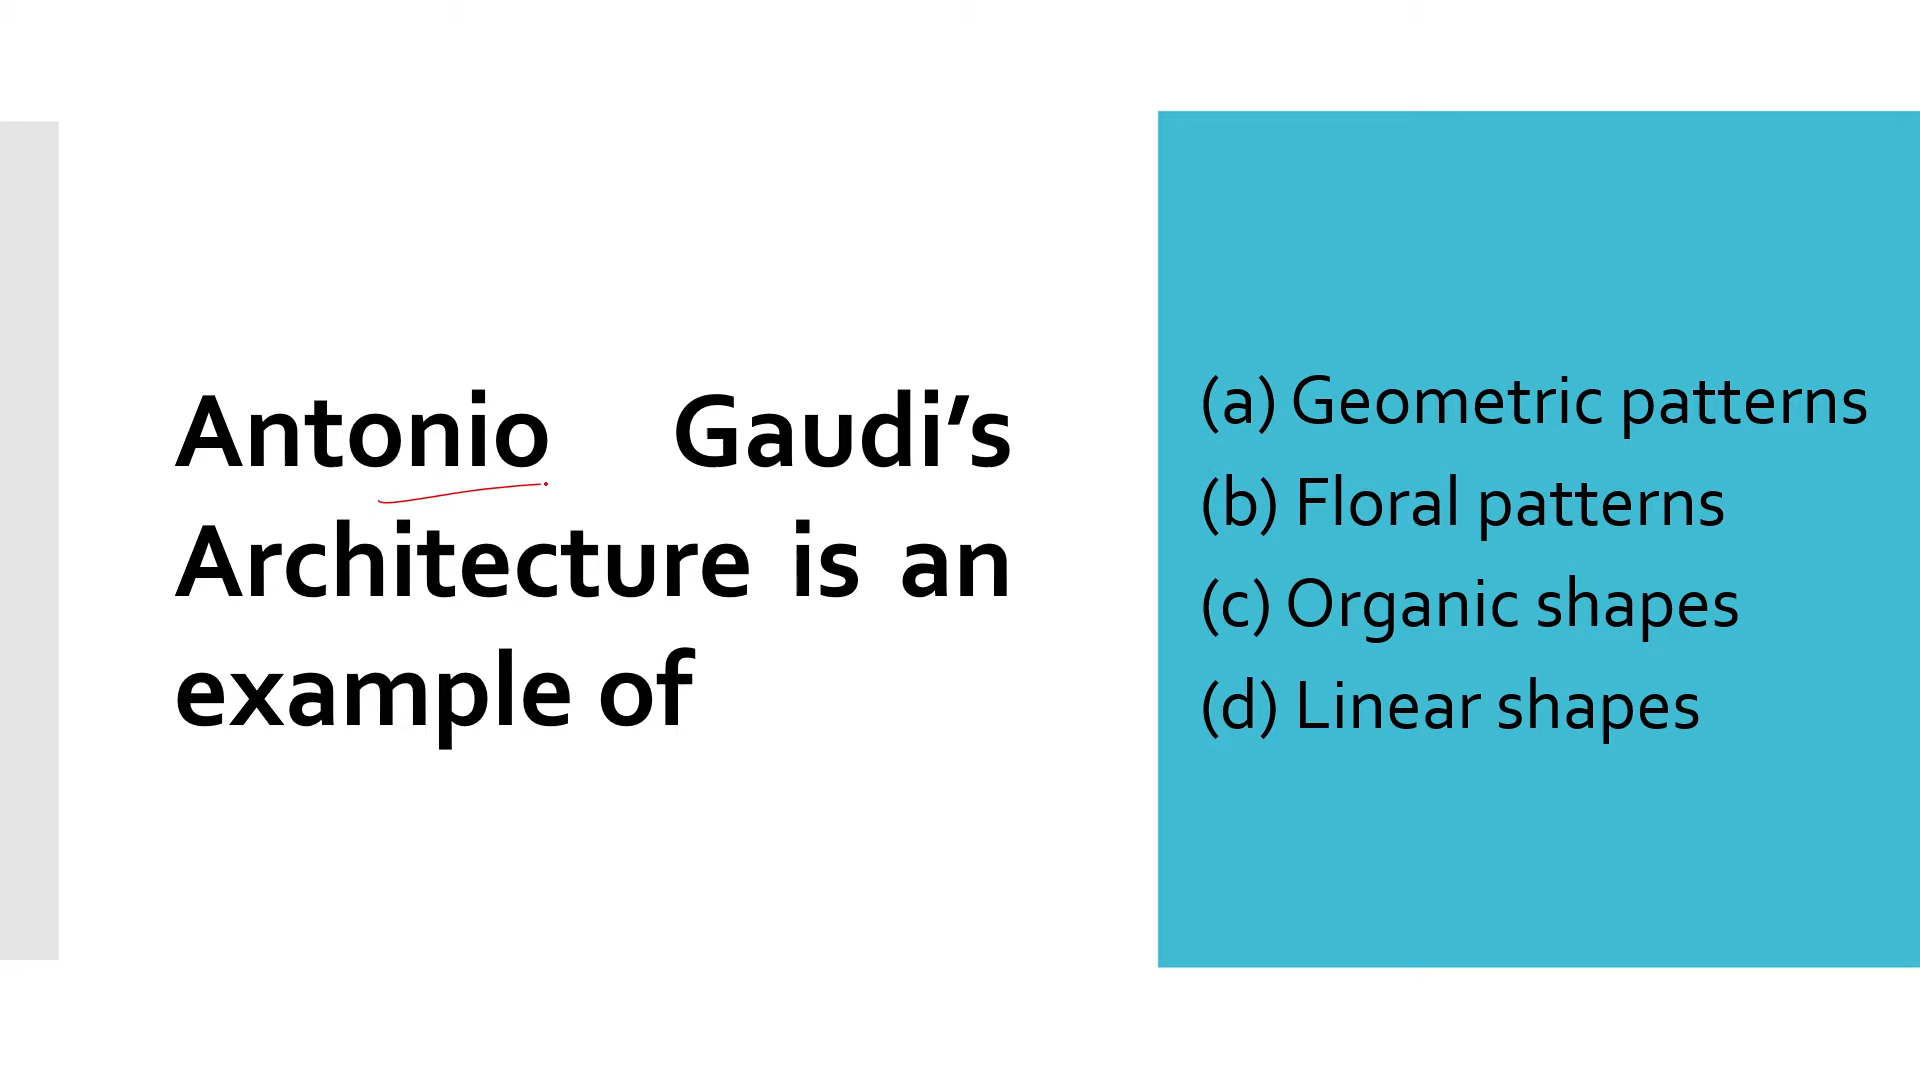 Antonio Gaudi’s
Architecture is an
example of
(a) Geometric patterns
(b) Floral patterns
(c) Organic shapes
(d) Linear shapes